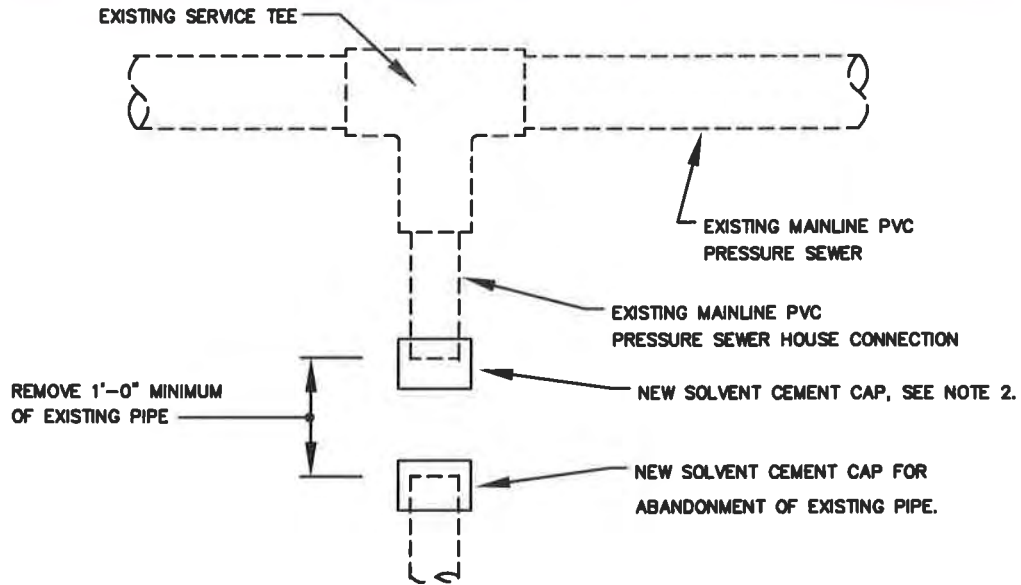 EXISTING SERVICE TEE
EXISTING MAINLINE PVC
PRESSURE SEWER
EXISTING MAINLINE PVC
PRESSURE SEWER HOUSE CONNECTION
REMOVE 1'-0" MINIMUM
OF EXISTING PIPE
NEW SOLVENT CEMENT CAP, SEE NOTE 2.
NEW SOLVENT CEMENT CAP FOR
ABANDONMENT OF EXISTING PIPE.